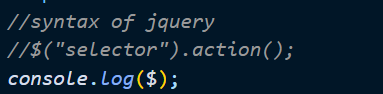 //syntax of jquery
//$("selector").action();
console.log($);